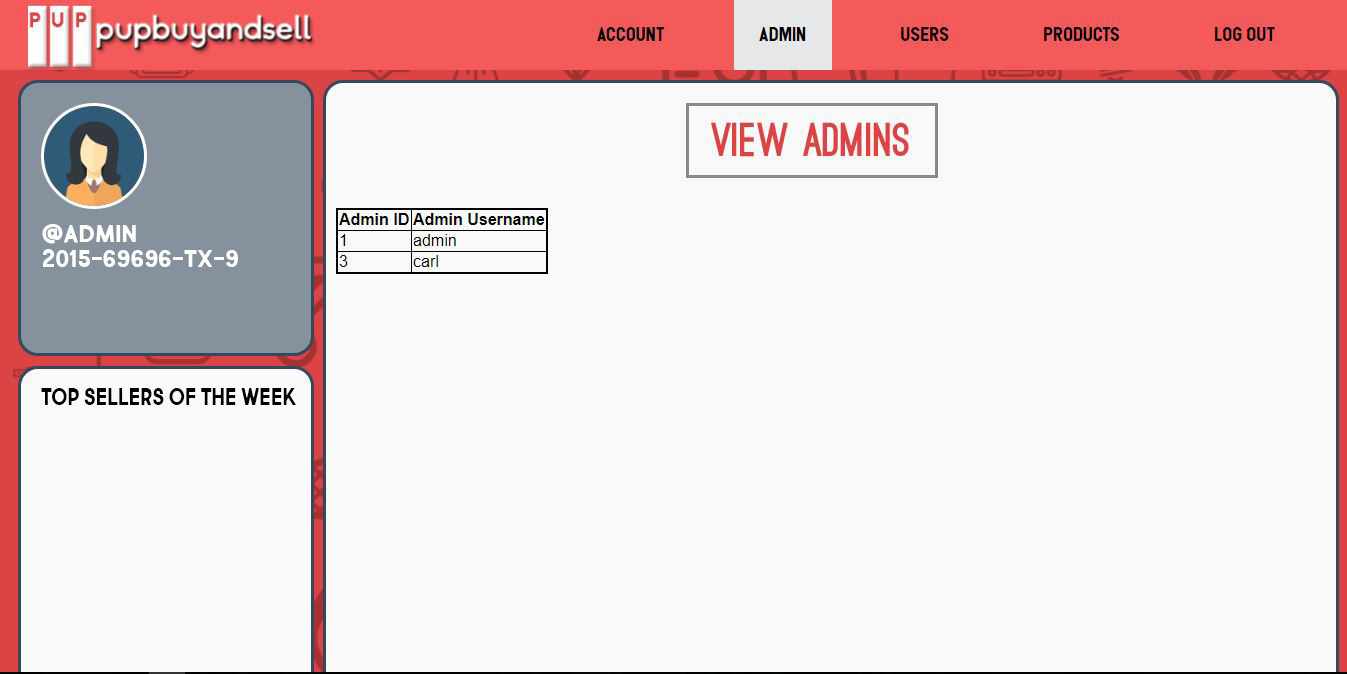 PUP pupbuyandsell
ACCOUNT
ADMIN
USERS
PRODUCTS
LOG OUT
@ADMIN
2015-69696-TX-9
TOP SELLERS OF THE WEEK
VIEW ADMINS
Admin ID Admin Username
1 admin
3 carl